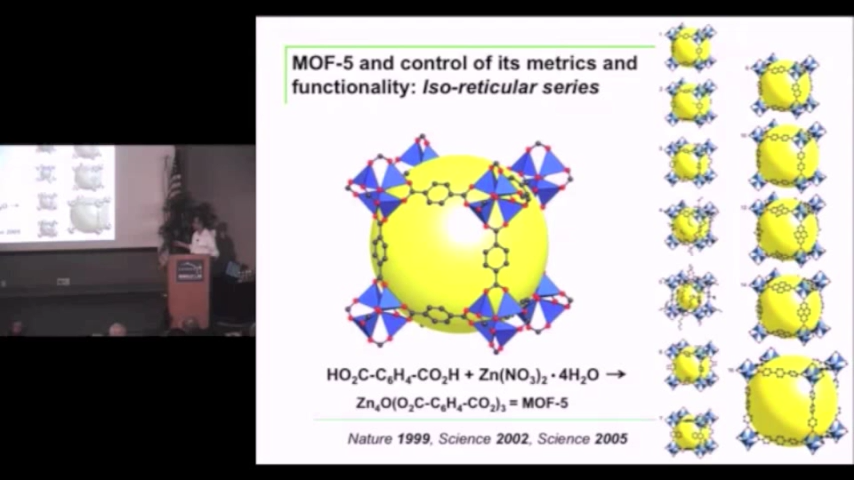 MOF-5 and control of its metrics and
functionality: Iso-reticular series
HO₂C-C₆H₄-CO₂H + Zn(NO₃)₂ · 4H₂O →
Zn₄O(O₂C-C₆H₄-CO₂)₃ = MOF-5
Nature 1999, Science 2002, Science 2005